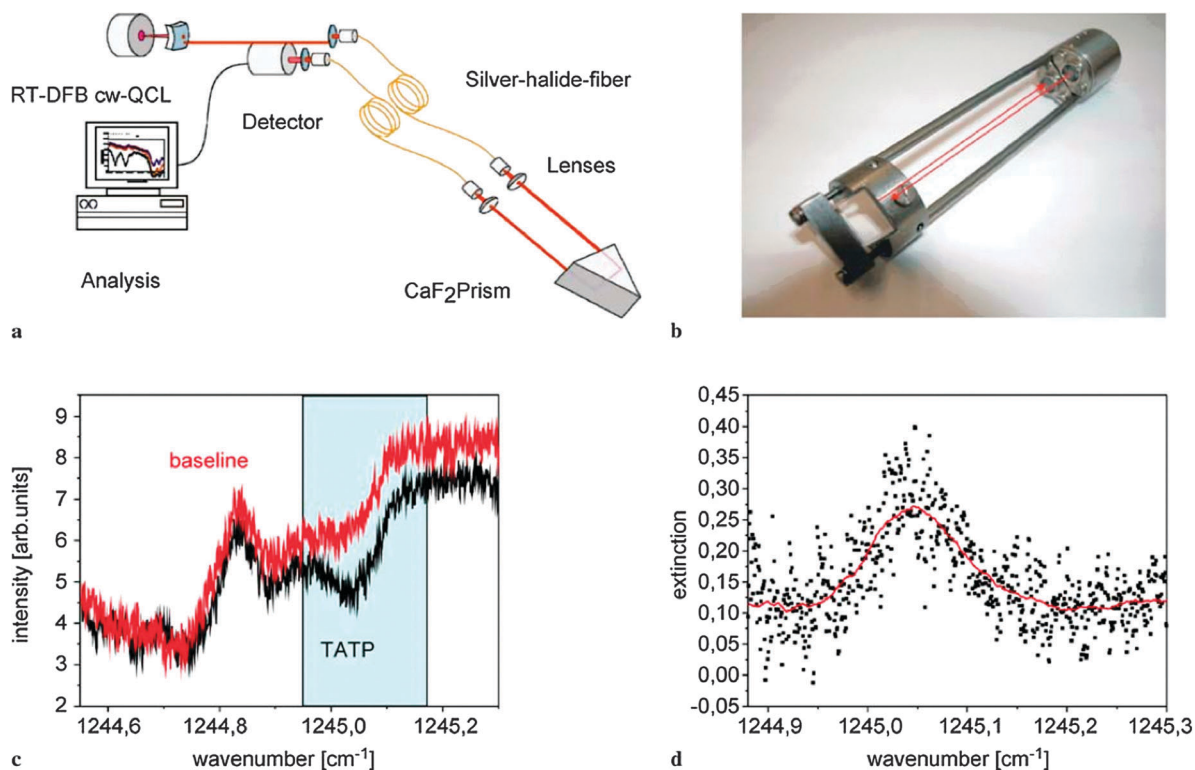 RT-DFB cw-QCL
Detector
Silver-halide-fiber
Lenses
Analysis
CaF2Prism
a
b
9
8
7
6
5
4
3
2
intensity [arb.units]
baseline
TATP
1244,6 1244,8 1245,0 1245,2
wavenumber [cm-1]
c
0,45
0,40
0,35
0,30
0,25
0,20
0,15
0,10
0,05
0,00
-0,05
extinction
1244,9 1245,0 1245,1 1245,2 1245,3
wavenumber [cm-1]
d